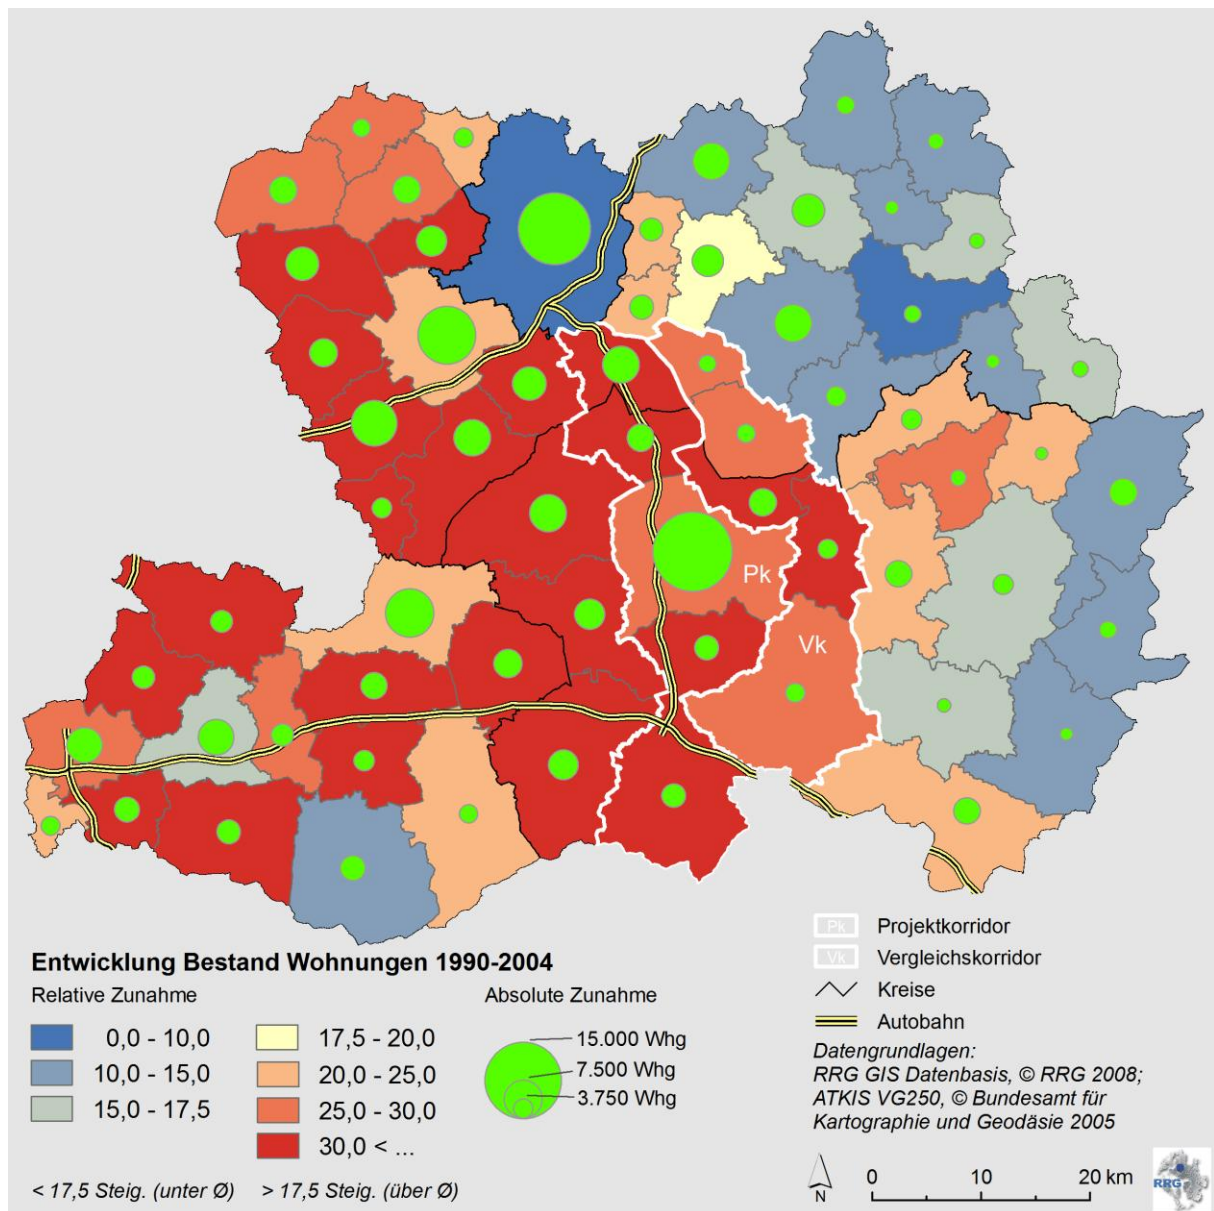 Pk
Vk
Entwicklung Bestand Wohnungen 1990-2004
Relative Zunahme
0,0 - 10,0
10,0 - 15,0
15,0 - 17,5
17,5 - 20,0
20,0 - 25,0
25,0 - 30,0
30,0 < ...
< 17,5 Steig. (unter Ø)
> 17,5 Steig. (über Ø)
Absolute Zunahme
15.000 Whg
7.500 Whg
3.750 Whg
Pk Projektkorridor
Vk Vergleichskorridor
Kreise
Autobahn
Datengrundlagen:
RRG GIS Datenbasis, © RRG 2008;
ATKIS VG250, © Bundesamt für
Kartographie und Geodäsie 2005
N
0 10 20 km
RRG